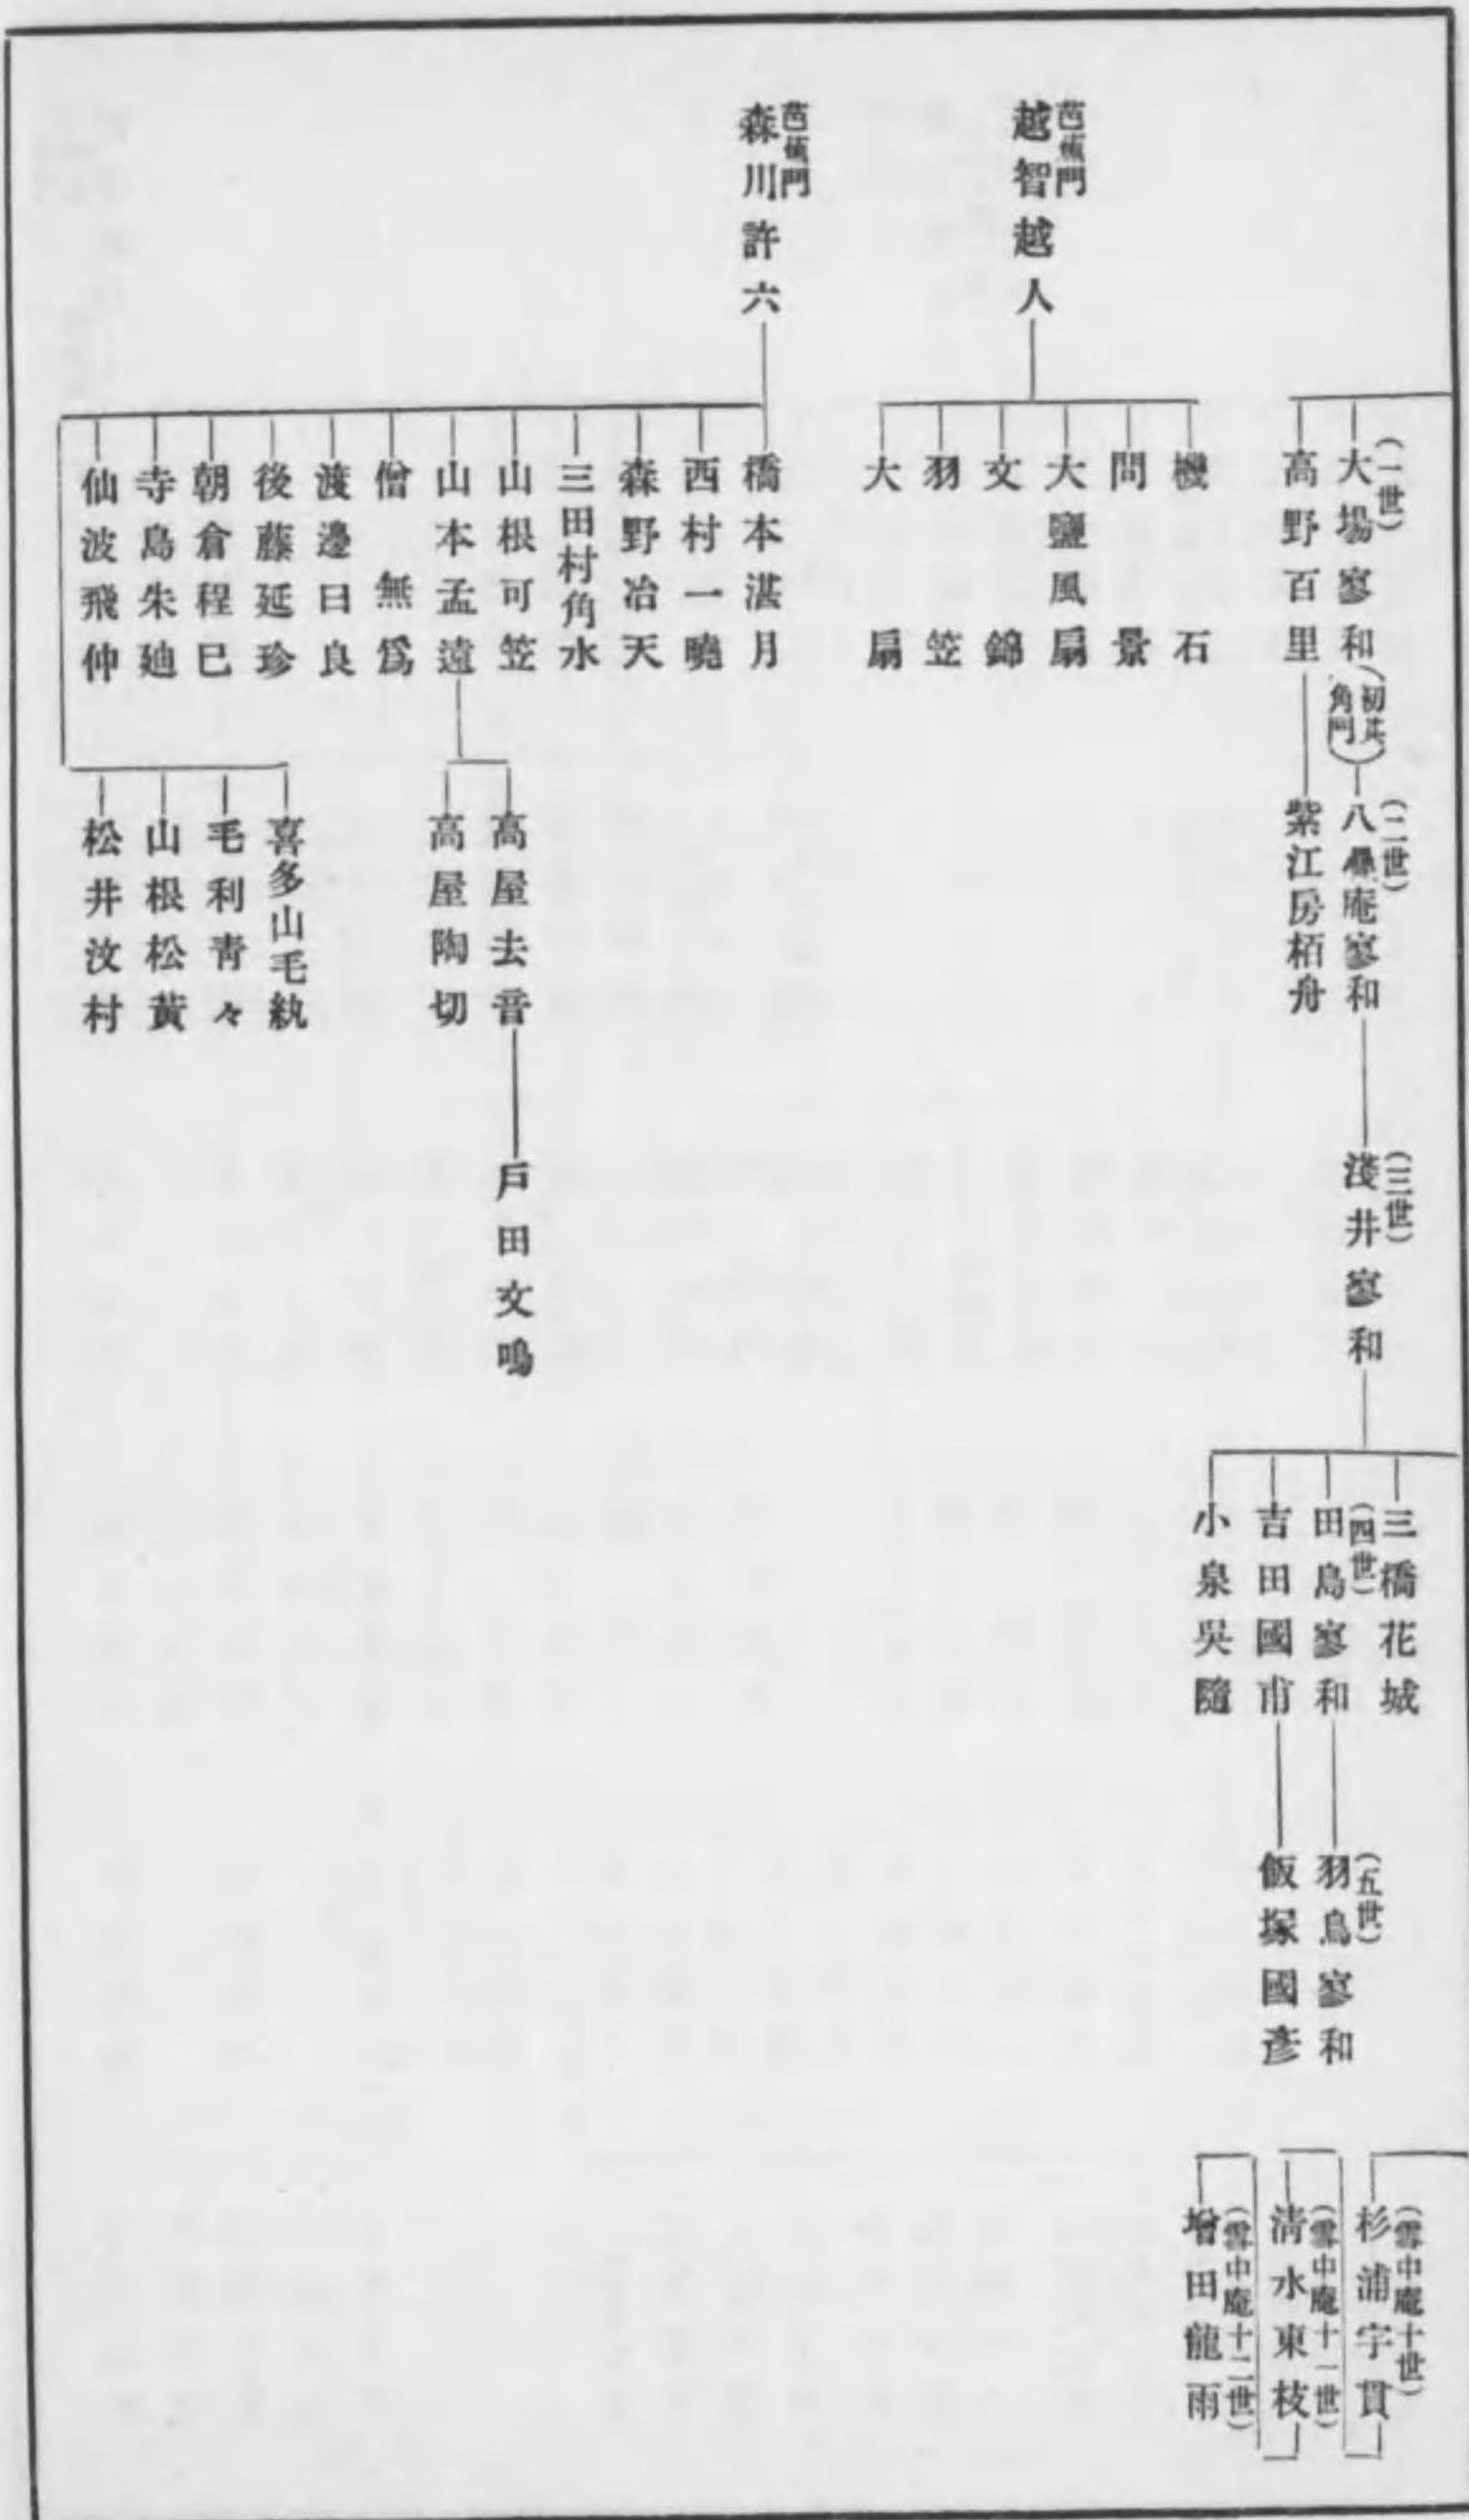 （一世）
大場寥和
（初其角門）
（二世）
八疊庵寥和
（三世）
淺井寥和
三橋花城
（四世）
田島寥和
（五世）
羽鳥寥和
吉田國甫
飯塚國彥
小泉吳隨
高野百里
紫江房栢舟
（雪中庵十世）
杉浦宇貫
（雪中庵十一世）
淸水東枝
（雪中庵十二世）
增田龍雨
芭蕉門
越智越人
機石
問景
大鹽風扇
文錦
羽笠
大扇
芭蕉門
森川許六
橋本湛月
西村一曉
森野冶天
三田村角水
山根可笠
山本孟遠
高屋去音
戶田文鳴
高屋陶切
僧無爲
渡邊曰良
後藤延珍
朝倉程巳
寺島朱廸
仙波飛仲
喜多山毛紈
毛利靑々
山根松黃
松井汶村